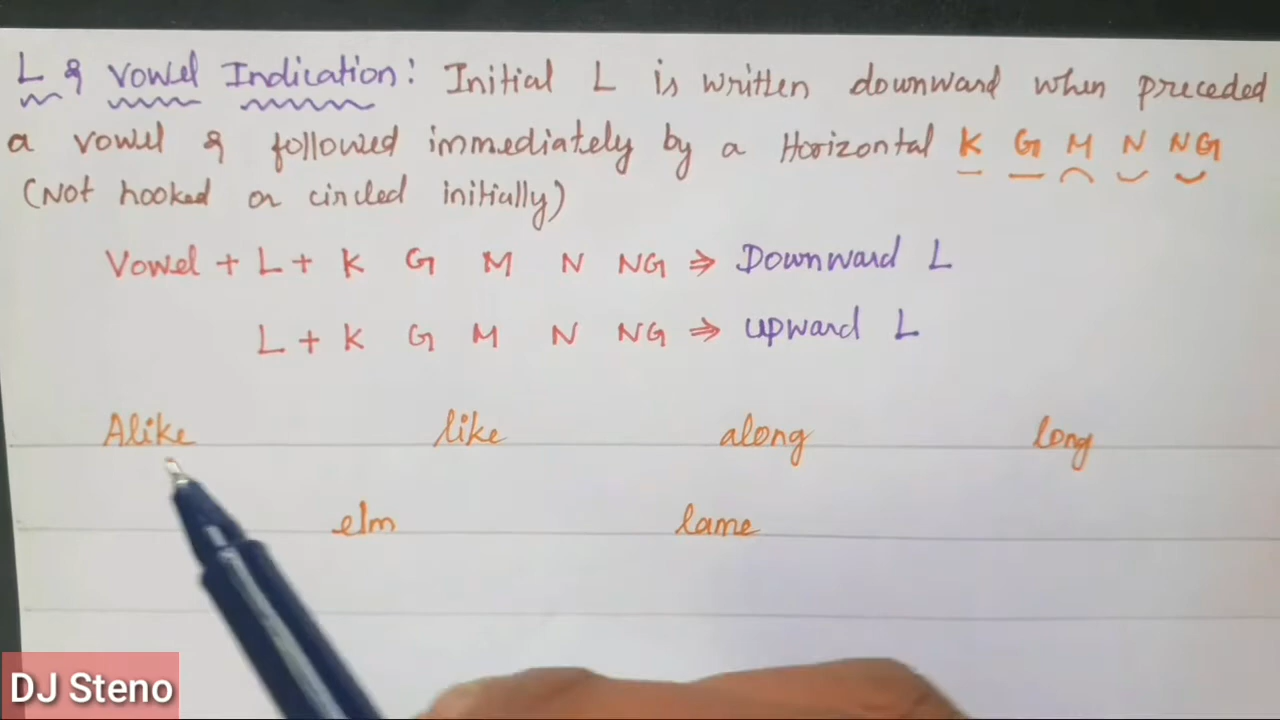 L & Vowel Indication: Initial L is written downward when preceded
a vowel & followed immediately by a Horizontal K G M N NG
(Not hooked or circled initially)
Vowel + L + K G M N NG ⇒ Downward L
L + K G M N NG ⇒ upward L
Alike like along long
elm lame
DJ Steno